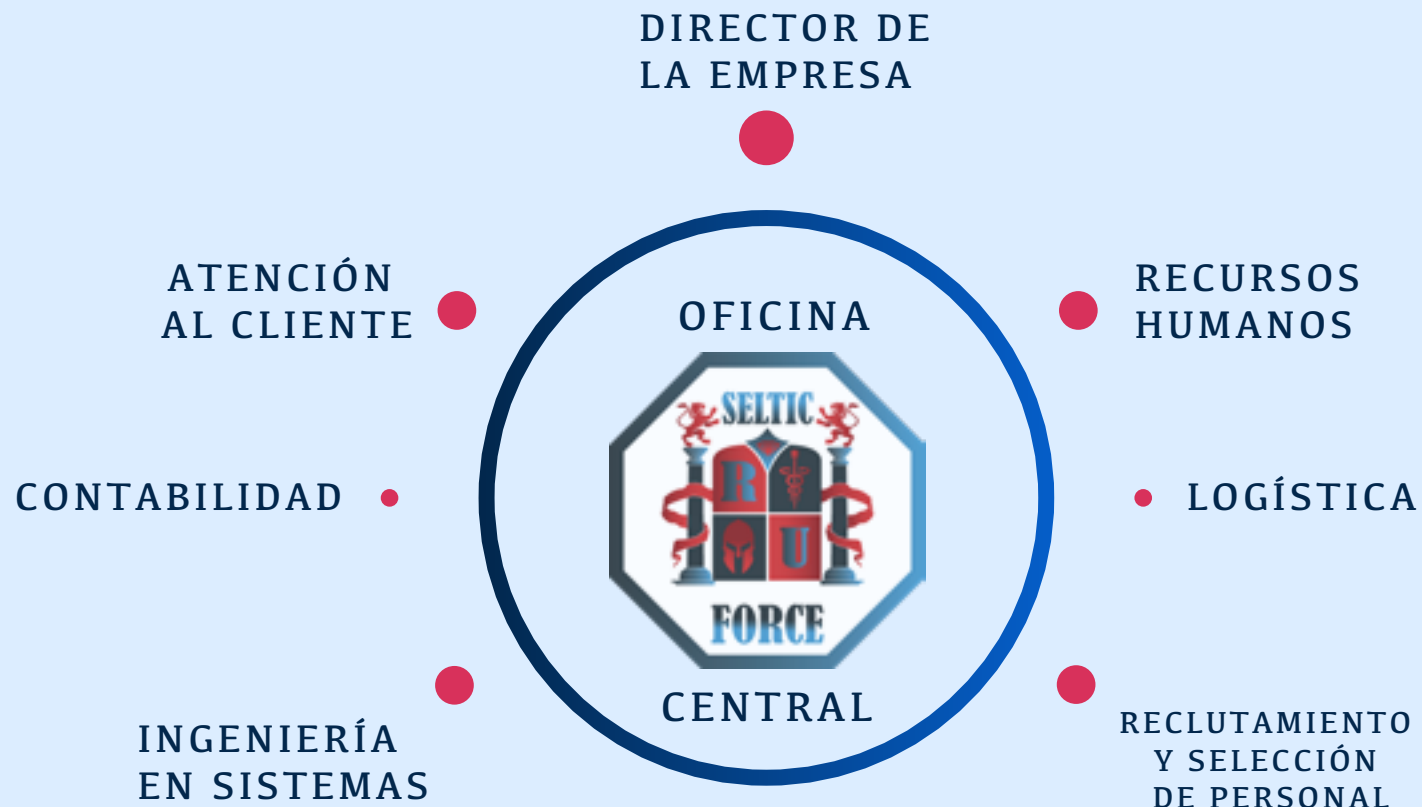 DIRECTOR DE
LA EMPRESA
ATENCIÓN
AL CLIENTE
RECURSOS
HUMANOS
OFICINA
SELTIC
R
U
FORCE
CENTRAL
CONTABILIDAD
LOGÍSTICA
INGENIERÍA
EN SISTEMAS
RECLUTAMIENTO
Y SELECCIÓN
DE PERSONAL